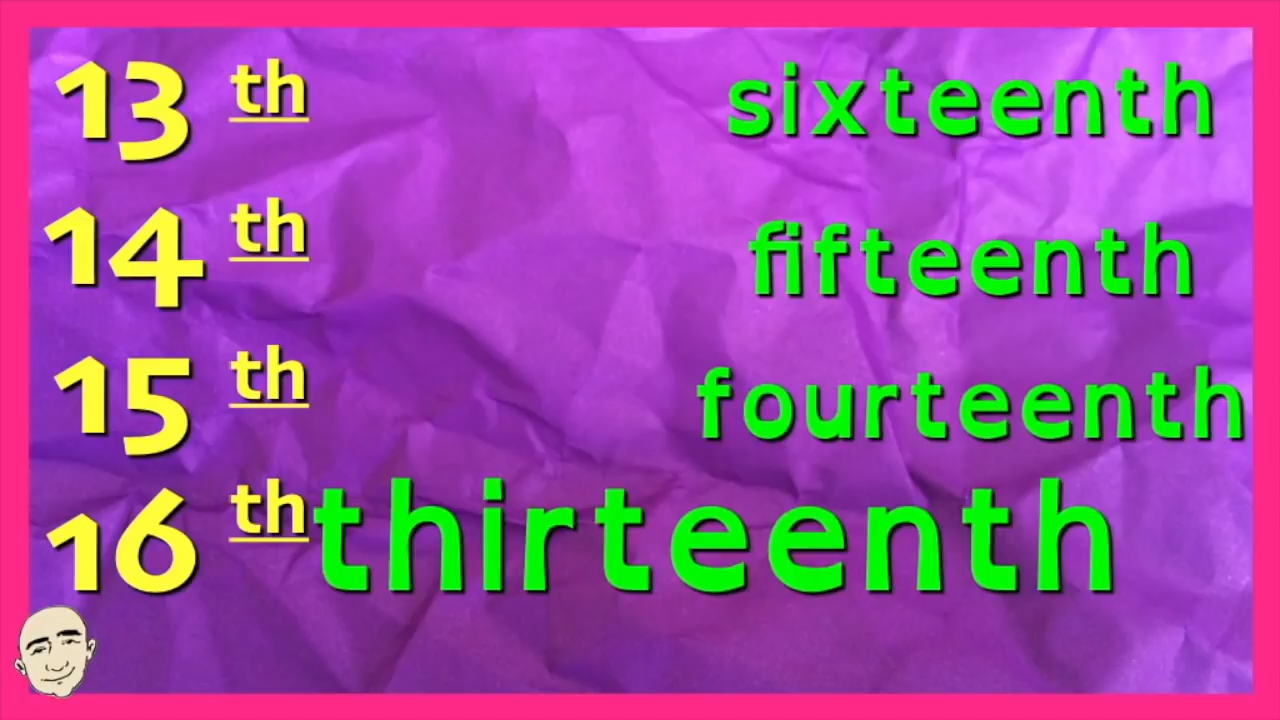 13 th sixteenth
14 th fifteenth
15 th fourteenth
16 th thirteenth